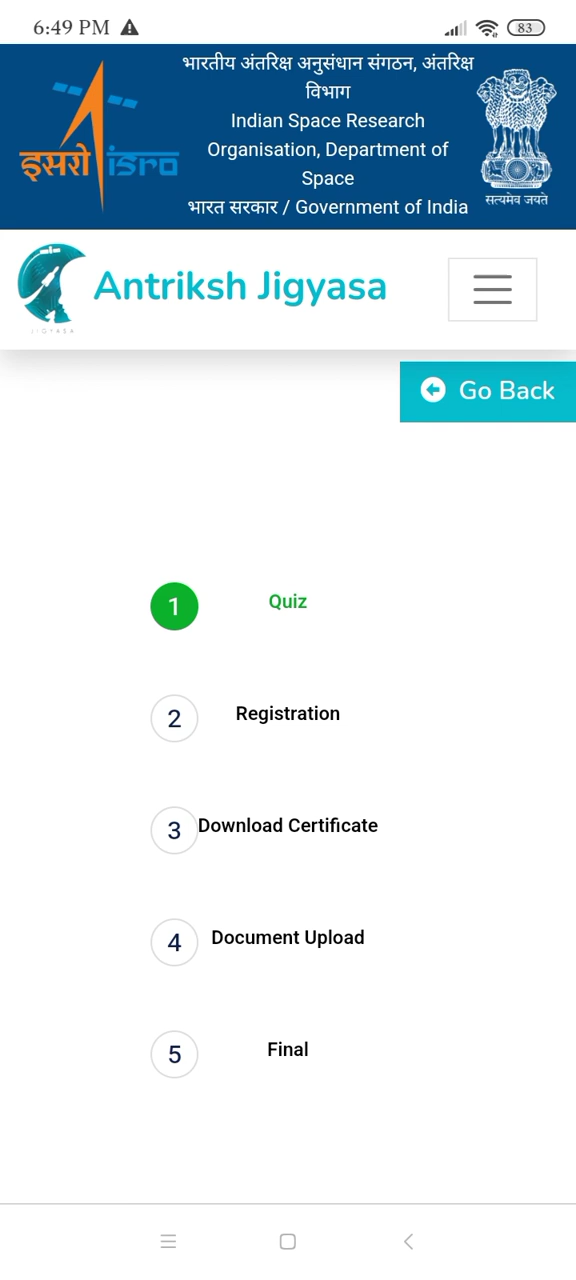 6:49 PM
83
भारतीय अंतरिक्ष अनुसंधान संगठन, अंतरिक्ष
विभाग
Indian Space Research
Organisation, Department of
Space
भारत सरकार / Government of India
इसरो isro
सत्यमेव जयते
Antriksh Jigyasa
JIGYASA
Go Back
1 Quiz
2 Registration
3 Download Certificate
4 Document Upload
5 Final